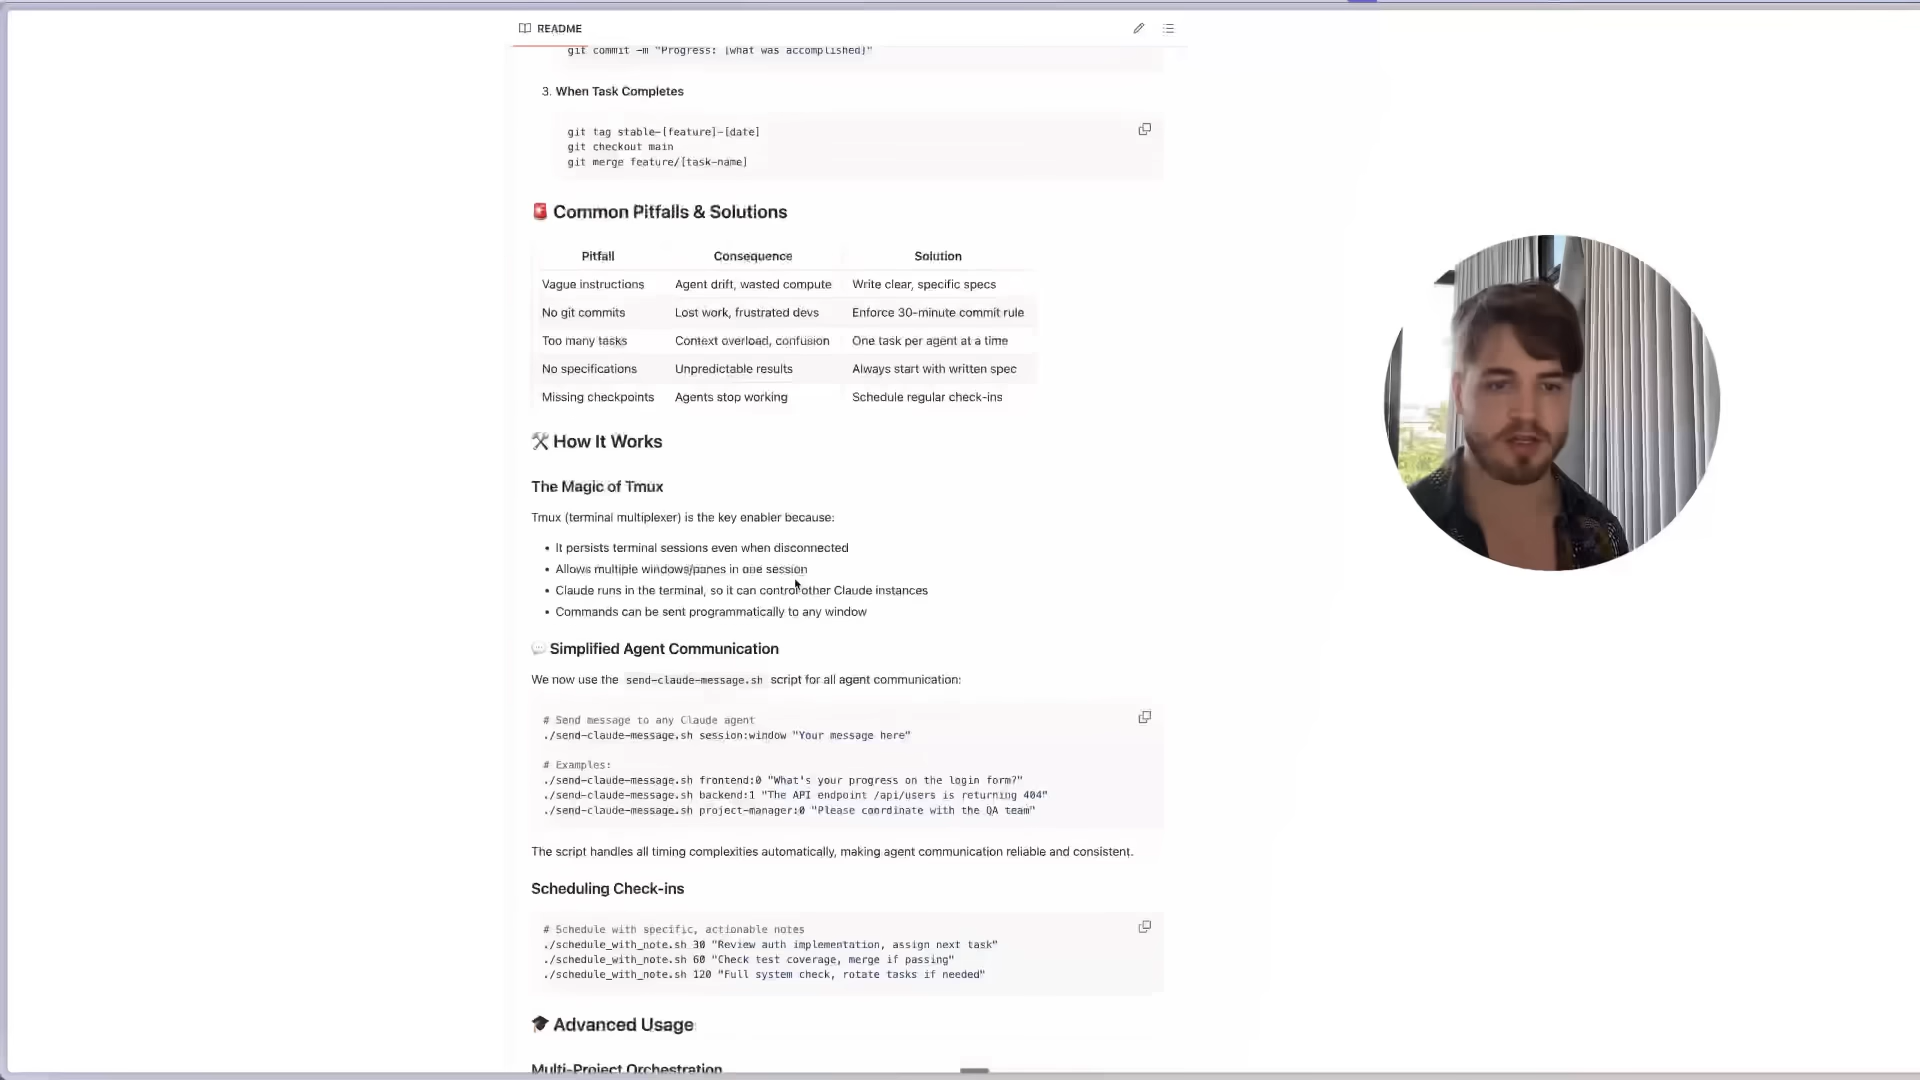 README
git commit -m "Progress: [what was accomplished]"
3. When Task Completes
git tag stable-[feature]-[date]
git checkout main
git merge feature/[task-name]
🚨 Common Pitfalls & Solutions
Pitfall Consequence Solution
Vague instructions Agent drift, wasted compute Write clear, specific specs
No git commits Lost work, frustrated devs Enforce 30-minute commit rule
Too many tasks Context overload, confusion One task per agent at a time
No specifications Unpredictable results Always start with written spec
Missing checkpoints Agents stop working Schedule regular check-ins
🛠️ How It Works
The Magic of Tmux
Tmux (terminal multiplexer) is the key enabler because:
• It persists terminal sessions even when disconnected
• Allows multiple windows/panes in one session
• Claude runs in the terminal, so it can control other Claude instances
• Commands can be sent programmatically to any window
💬 Simplified Agent Communication
We now use the send-claude-message.sh script for all agent communication:
# Send message to any Claude agent
./send-claude-message.sh session:window "Your message here"
# Examples:
./send-claude-message.sh frontend:0 "What's your progress on the login form?"
./send-claude-message.sh backend:1 "The API endpoint /api/users is returning 404"
./send-claude-message.sh project-manager:0 "Please coordinate with the QA team"
The script handles all timing complexities automatically, making agent communication reliable and consistent.
Scheduling Check-ins
# Schedule with specific, actionable notes
./schedule_with_note.sh 30 "Review auth implementation, assign next task"
./schedule_with_note.sh 60 "Check test coverage, merge if passing"
./schedule_with_note.sh 120 "Full system check, rotate tasks if needed"
🎓 Advanced Usage
Multi-Project Orchestration